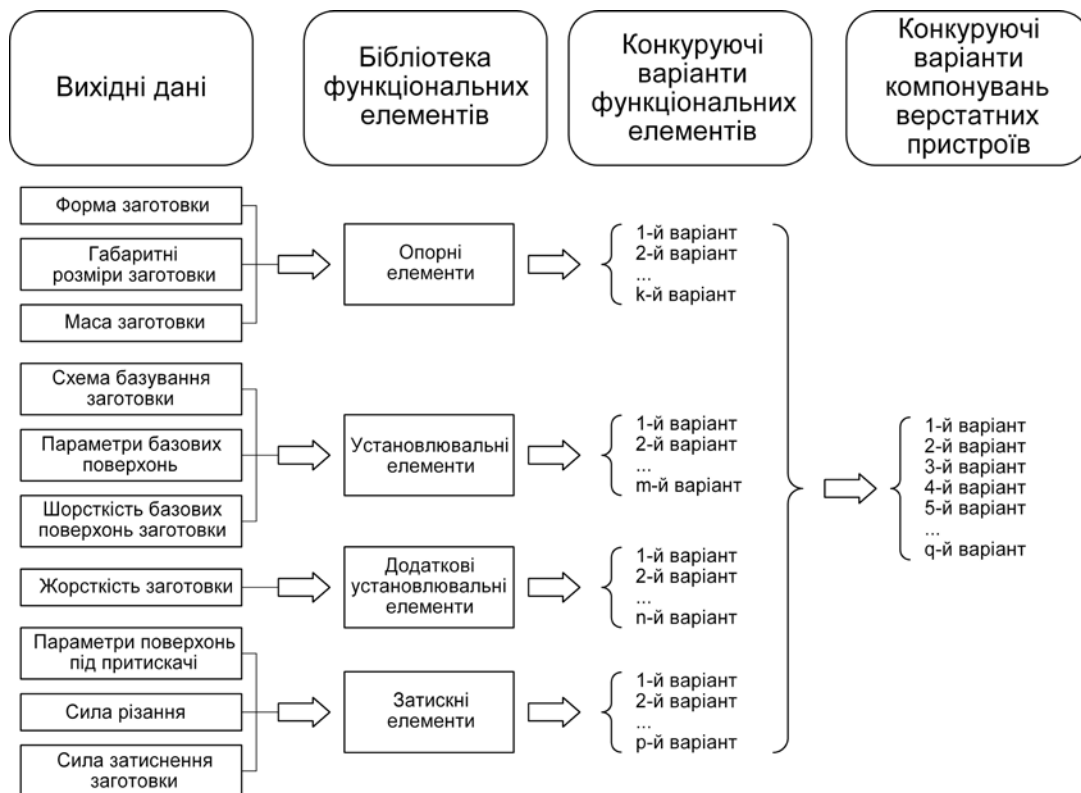 Вихідні дані
Бібліотека
функціональних
елементів
Конкуруючі
варіанти
функціональних
елементів
Конкуруючі
варіанти
компонувань
верстатних
пристроїв
Форма заготовки
Габаритні
розміри заготовки
Маса заготовки
Опорні
елементи
1-й варіант
2-й варіант
...
k-й варіант
Схема базування
заготовки
Параметри базових
поверхонь
Шорсткість базових
поверхонь заготовки
Установлювальні
елементи
1-й варіант
2-й варіант
...
m-й варіант
Жорсткість заготовки
Додаткові
установлювальні
елементи
1-й варіант
2-й варіант
...
n-й варіант
Параметри поверхонь
під притискачі
Сила різання
Сила затиснення
заготовки
Затискні
елементи
1-й варіант
2-й варіант
...
p-й варіант
1-й варіант
2-й варіант
3-й варіант
4-й варіант
5-й варіант
...
q-й варіант